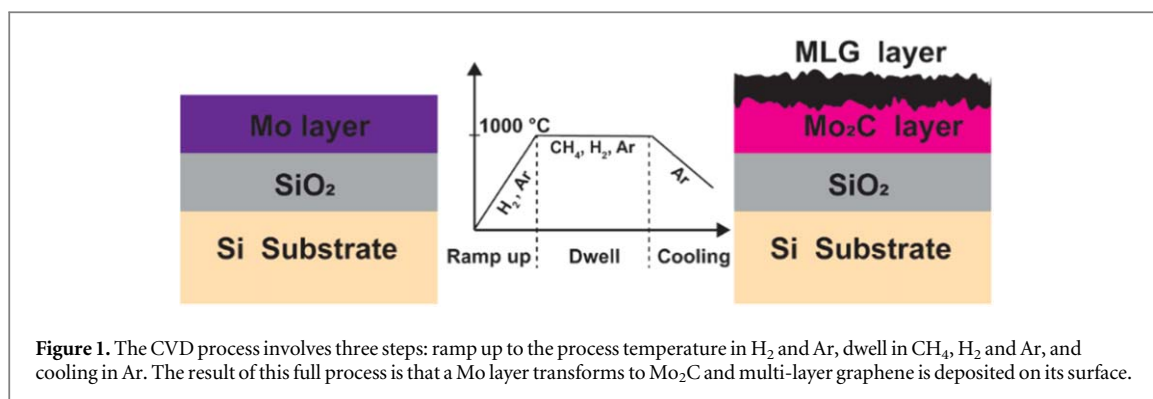 MLG layer
Mo layer
SiO₂
Si Substrate
1000 °C
H₂, Ar
CH₄, H₂, Ar
Ar
Ramp up
Dwell
Cooling
Mo₂C layer
SiO₂
Si Substrate
Figure 1. The CVD process involves three steps: ramp up to the process temperature in H₂ and Ar, dwell in CH₄, H₂ and Ar, and
cooling in Ar. The result of this full process is that a Mo layer transforms to Mo₂C and multi-layer graphene is deposited on its surface.